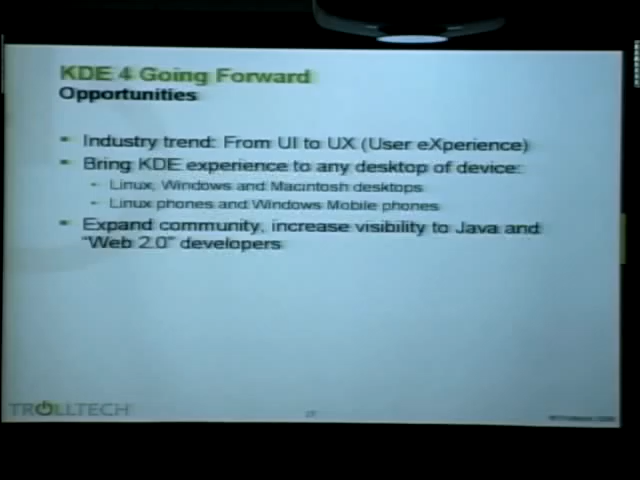 KDE 4 Going Forward
Opportunities
Industry trend: From UI to UX (User eXperience)
Bring KDE experience to any desktop of device:
Linux, Windows and Macintosh desktops
Linux phones and Windows Mobile phones
Expand community, increase visibility to Java and
"Web 2.0" developers
TROLLTECH